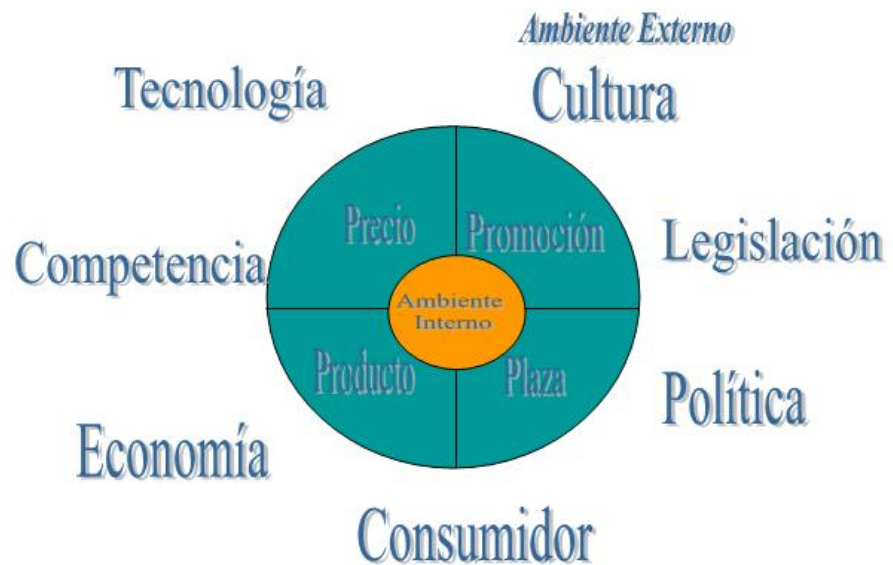 Ambiente Externo
Tecnología
Cultura
Precio
Promoción
Legislación
Competencia
Ambiente
Interno
Producto
Plaza
Política
Economía
Consumidor